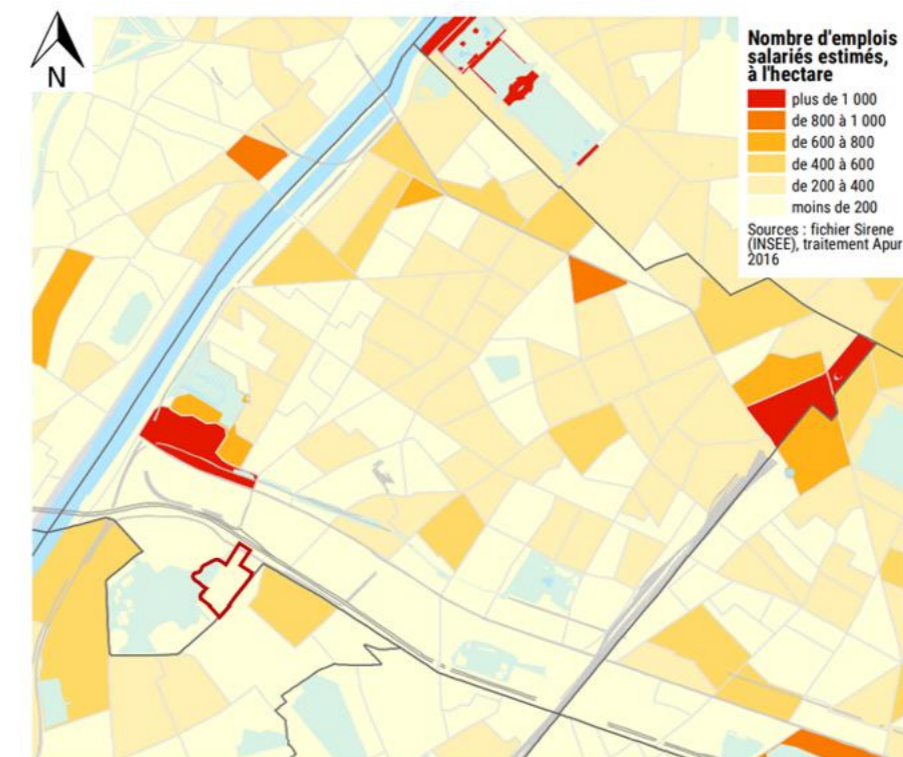 N
Nombre d'emplois
salariés estimés,
à l'hectare
plus de 1 000
de 800 à 1 000
de 600 à 800
de 400 à 600
de 200 à 400
moins de 200
Sources : fichier Sirene
(INSEE), traitement Apur
2016